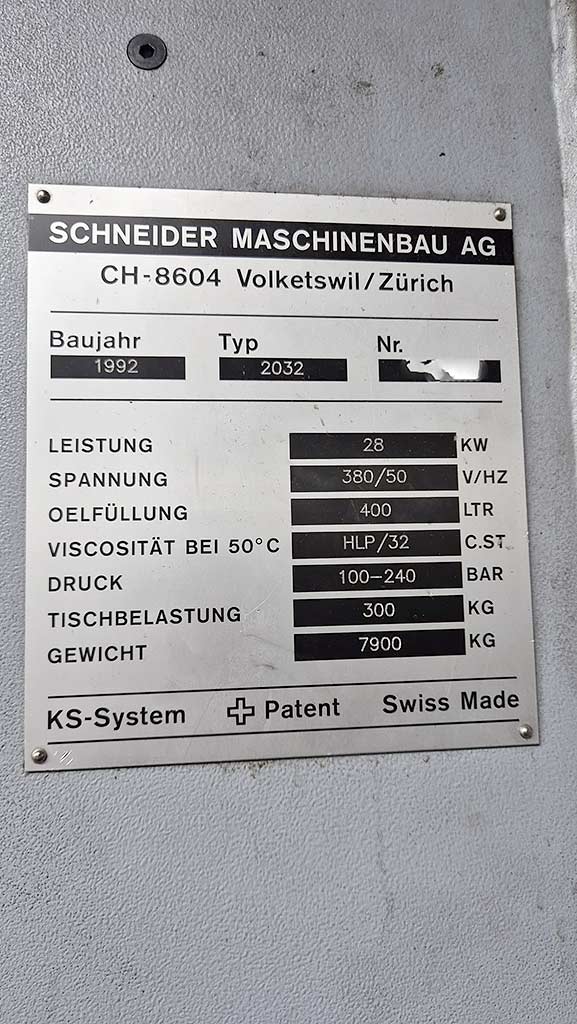 SCHNEIDER MASCHINENBAU AG
CH-8604 Volketswil/Zürich
Baujahr Typ Nr.
1992 2032
LEISTUNG 28 KW
SPANNUNG 380/50 V/HZ
OELFÜLLUNG 400 LTR
VISCOSITÄT BEI 50°C HLP/32 C.ST.
DRUCK 100-240 BAR
TISCHBELASTUNG 300 KG
GEWICHT 7900 KG
KS-System Patent Swiss Made